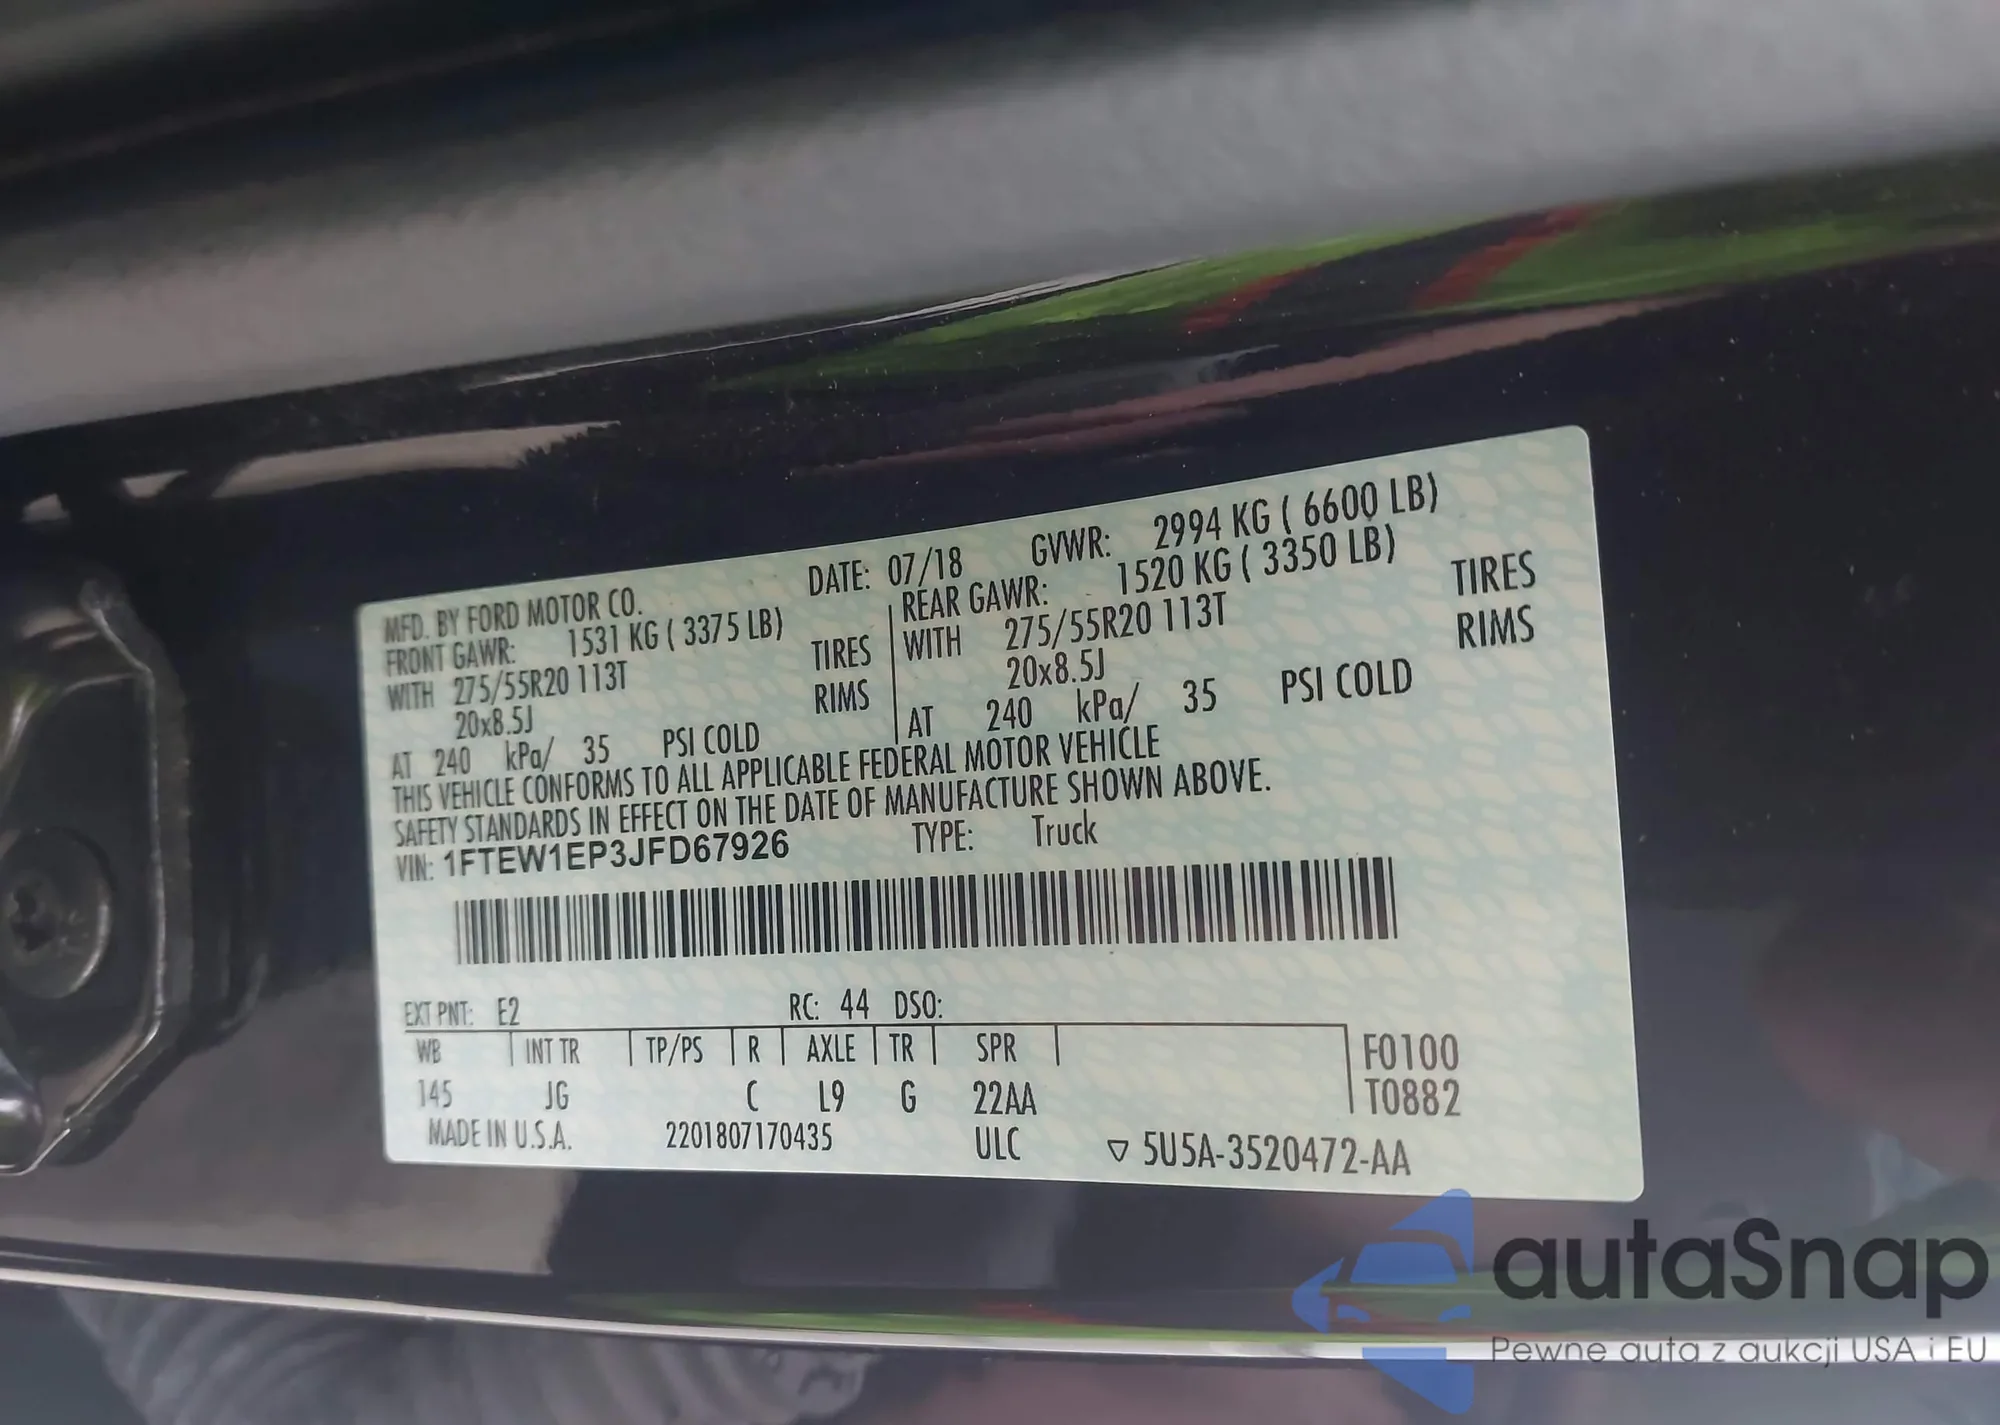 MFD. BY FORD MOTOR CO. DATE: 07/18 GVWR: 2994 KG ( 6600 LB)
FRONT GAWR: 1531 KG ( 3375 LB) REAR GAWR: 1520 KG ( 3350 LB)
WITH 275/55R20 113T TIRES WITH 275/55R20 113T TIRES
20x8.5J RIMS 20x8.5J RIMS
AT 240 kPa/ 35 PSI COLD AT 240 kPa/ 35 PSI COLD
THIS VEHICLE CONFORMS TO ALL APPLICABLE FEDERAL MOTOR VEHICLE
SAFETY STANDARDS IN EFFECT ON THE DATE OF MANUFACTURE SHOWN ABOVE.
VIN: 1FTEW1EP3JFD67926 TYPE: Truck
EXT PNT: E2 RC: 44 DSO:
WB INT TR TP/PS R AXLE TR SPR F0100
145 JG C L9 G 22AA T0882
MADE IN U.S.A. 2201807170435 ULC ▽ 5U5A-3520472-AA
autaSnap
Pewne auta z aukcji USA i EU